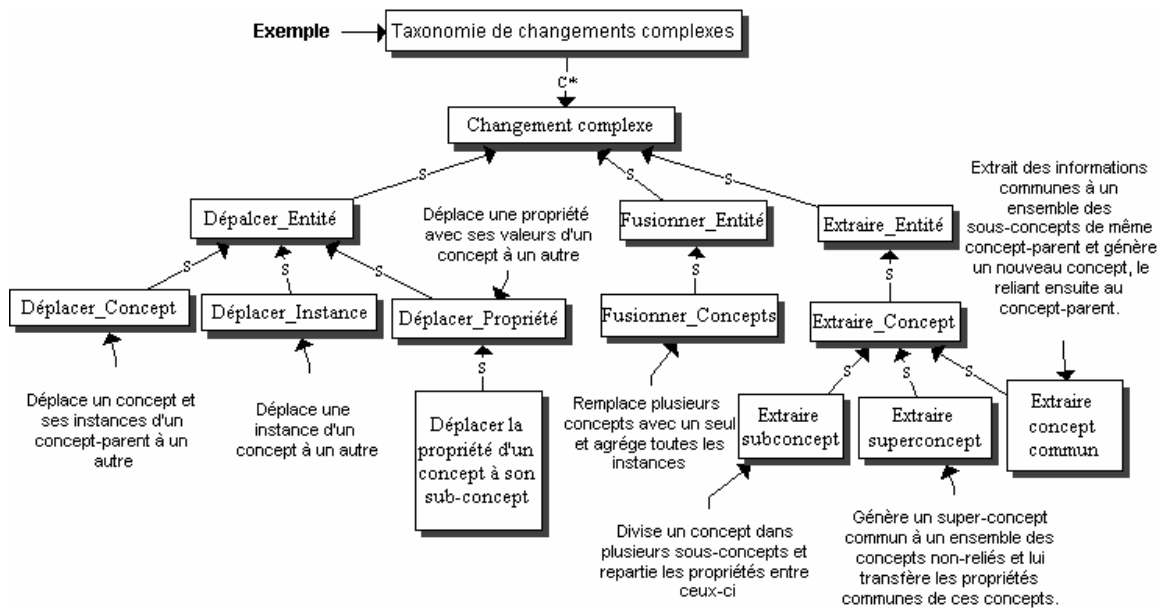 Exemple
Taxonomie de changements complexes
C*
Changement complexe
S
S
S
Dépalcer_Entité
Fusionner_Entité
Extraire_Entité
Déplace une propriété
avec ses valeurs d'un
concept à un autre
Extrait des informations
communes à un
ensemble des
sous-concepts de même
concept-parent et génère
un nouveau concept, le
reliant ensuite au
concept-parent.
S
S
S
S
S
Déplacer_Concept
Déplacer_Instance
Déplacer_Propriété
Fusionner_Concepts
Extraire_Concept
S
S
S
S
Déplace un concept et
ses instances d'un
concept-parent à un
autre
Déplace une
instance d'un
concept à un autre
Déplacer la
propriété d'un
concept à son
sub-concept
Remplace plusieurs
concepts avec un seul
et agrége toutes les
instances
Extraire
subconcept
Extraire
superconcept
Extraire
concept
commun
Divise un concept dans
plusieurs sous-concepts et
repartie les propriétés entre
ceux-ci
Génère un super-concept
commun à un ensemble des
concepts non-reliés et lui
transfère les propriétés
communes de ces concepts.